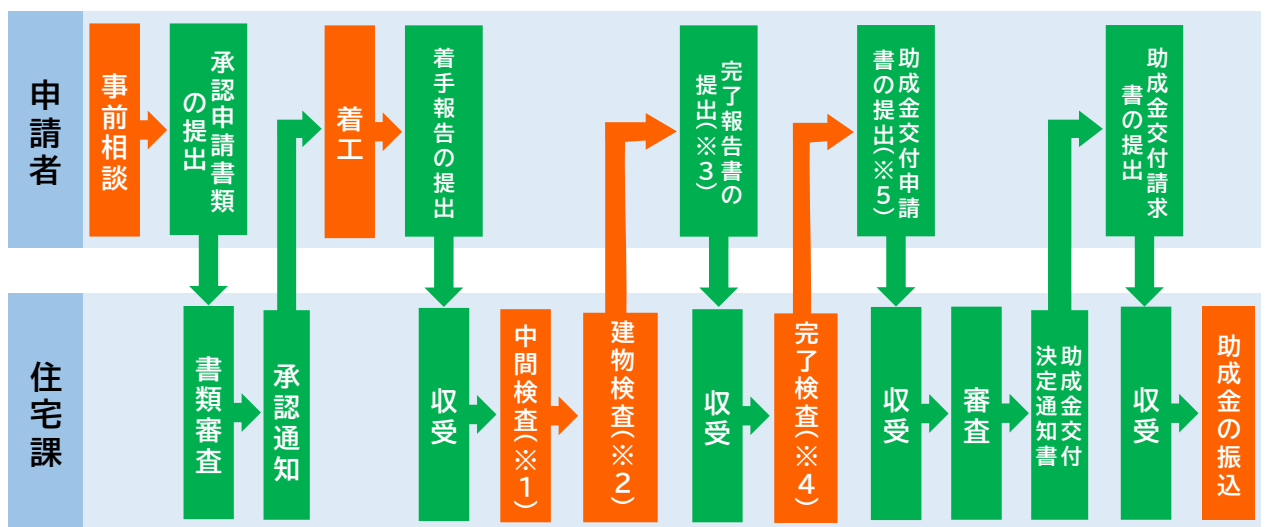 申請者
事前相談
承認申請書類
の提出
着工
着手報告の提出
完了報告書の
提出(※3)
助成金交付申請
書の提出(※5)
助成金交付請求
書の提出
住宅課
書類審査
承認通知
収受
中間検査(※1)
建物検査(※2)
収受
完了検査(※4)
収受
審査
助成金交付
決定通知書
収受
助成金の振込